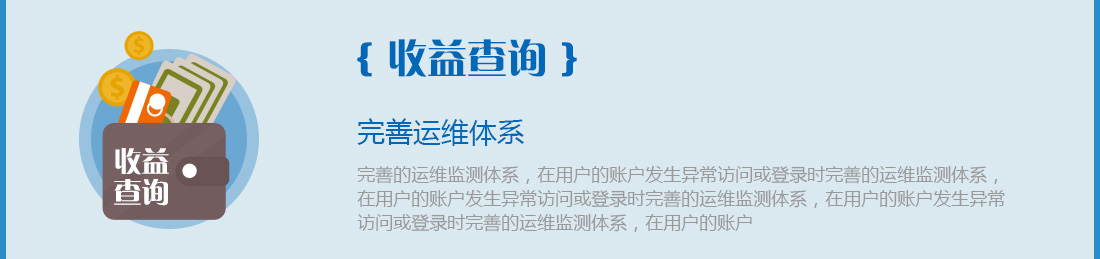 { 收益查询 }
收益
查询
完善运维体系
完善的运维监测体系，在用户的账户发生异常访问或登录时完善的运维监测体系，
在用户的账户发生异常访问或登录时完善的运维监测体系，在用户的账户发生异常
访问或登录时完善的运维监测体系，在用户的账户